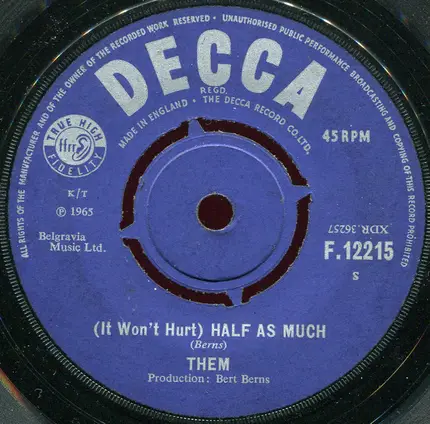 ALL RIGHTS OF THE MANUFACTURER AND OF THE OWNER OF THE RECORDED WORK RESERVED • UNAUTHORISED PUBLIC PERFORMANCE BROADCASTING AND COPYING OF THIS RECORD PROHIBITED
DECCA
REGD.
MADE IN ENGLAND • THE DECCA RECORD CO. LTD.
TRUE HIGH
ffrr
FIDELITY
45 RPM
K/T
℗ 1965
Belgravia
Music Ltd.
XDR.36257
F.12215
S
(It Won't Hurt) HALF AS MUCH
(Berns)
THEM
Production: Bert Berns